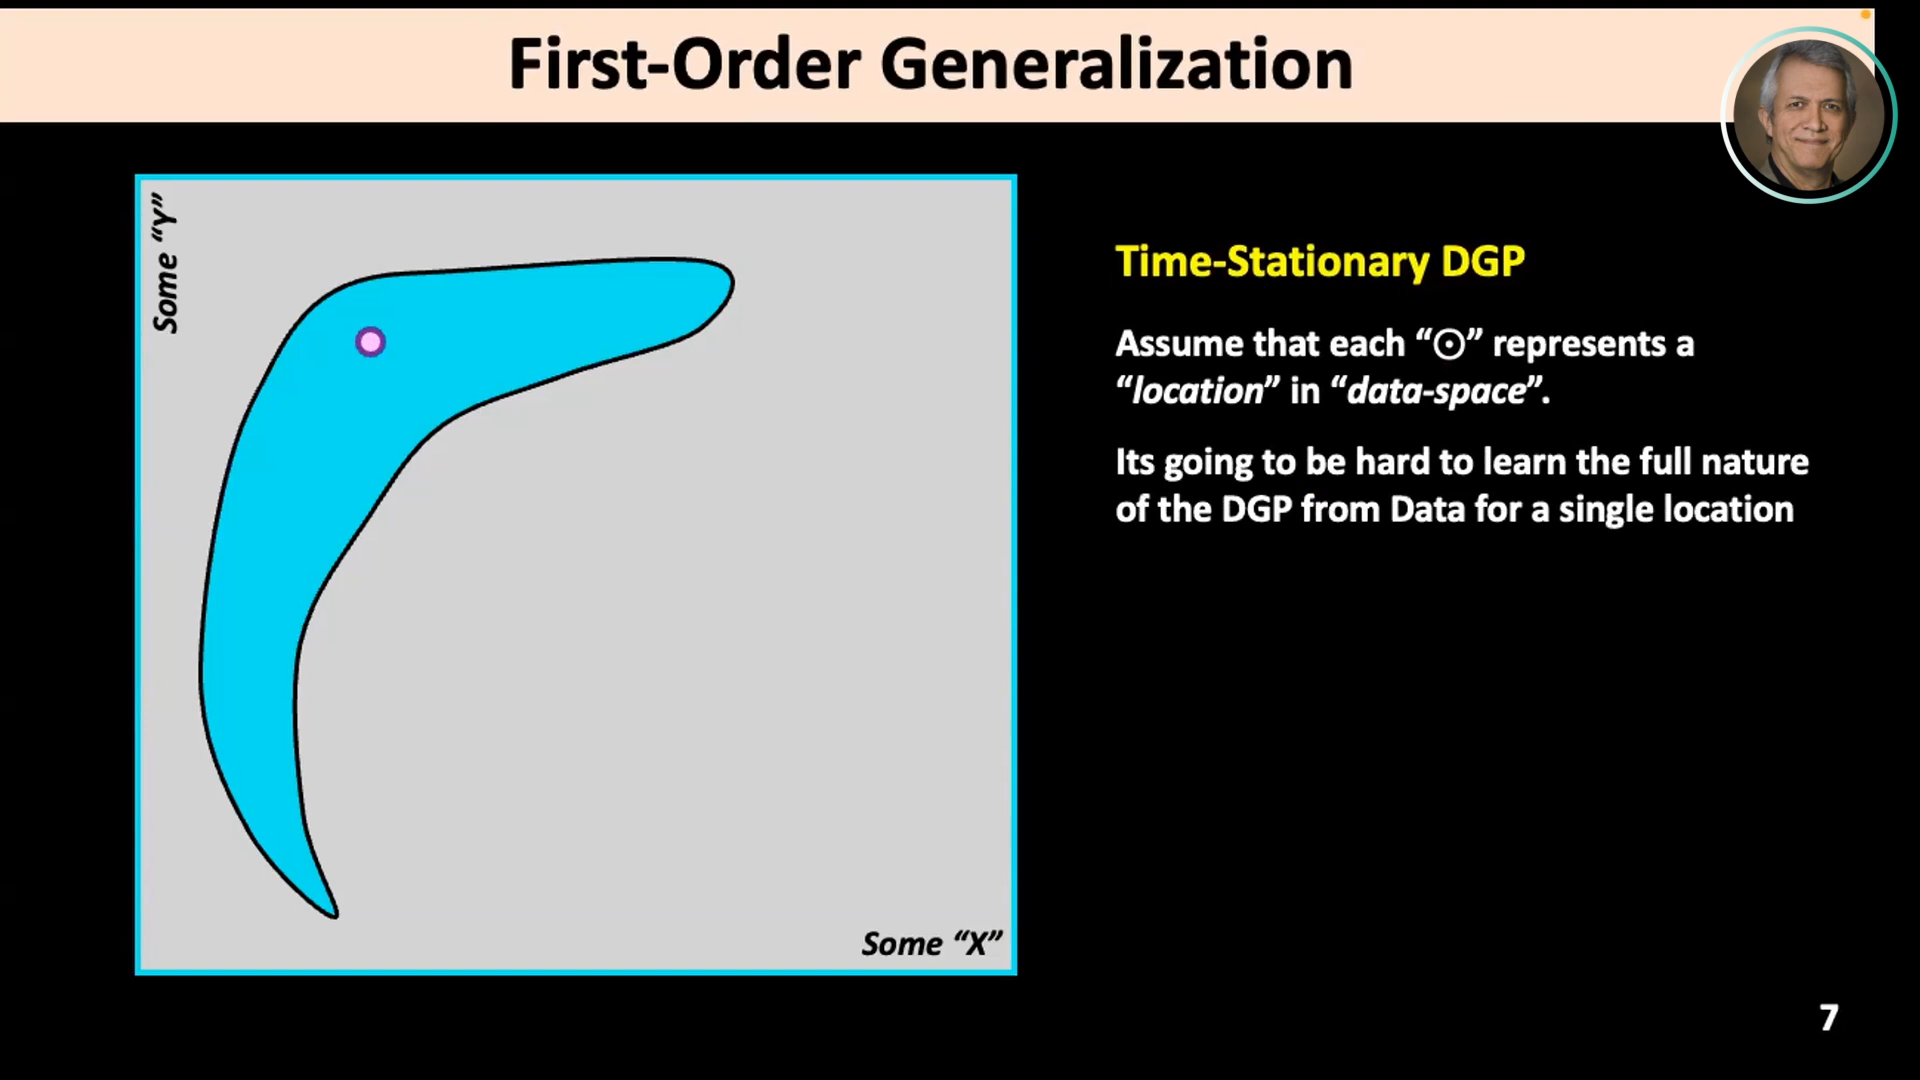 First-Order Generalization
Some “Y”
Time-Stationary DGP
Assume that each “⊙” represents a
“location” in “data-space”.
Its going to be hard to learn the full nature
of the DGP from Data for a single location
Some “X”
7